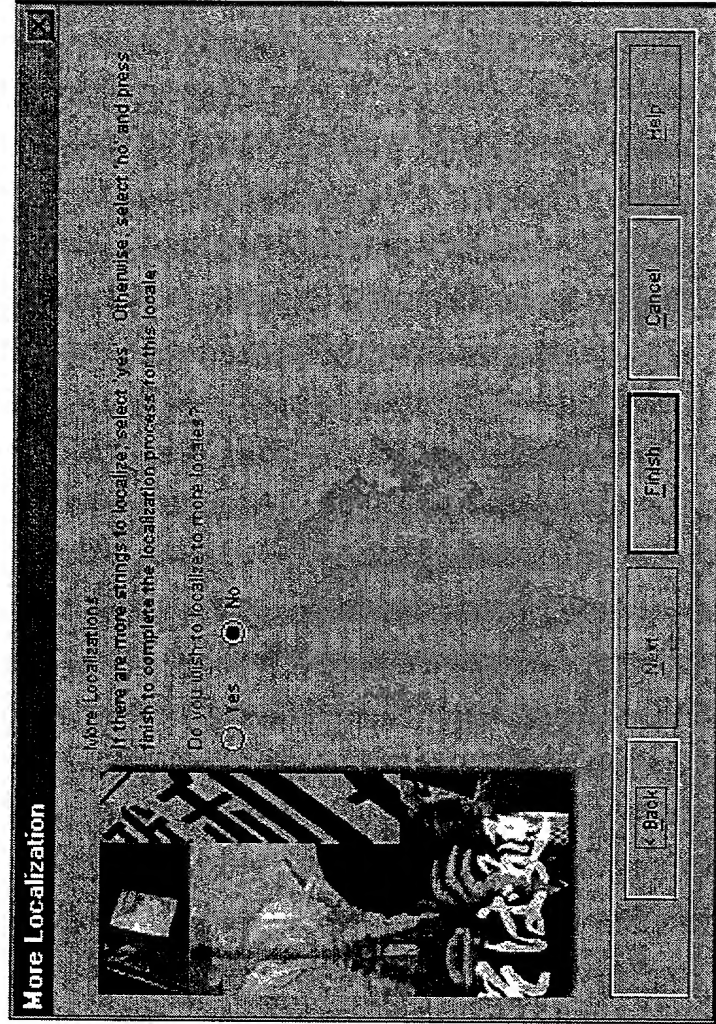 More Localization
More Localizations
If there are more strings to localize, select 'yes'. Otherwise, select 'no' and press
finish to complete the localization process for this locale
Do you wish to localize to more locales?
Yes No
< Back Next > Finish Cancel Help